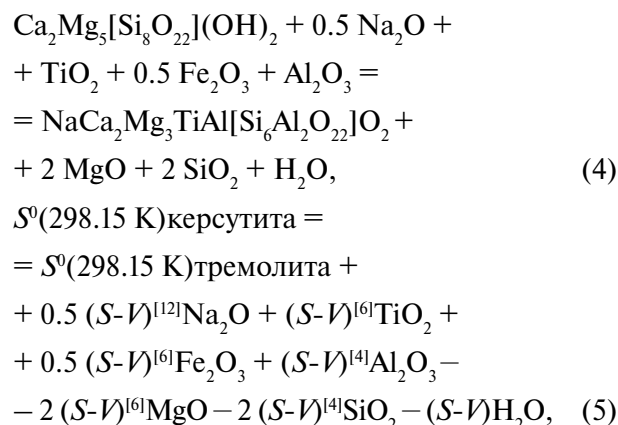 Ca₂Mg₅[Si₈O₂₂](OH)₂ + 0.5 Na₂O +
+ TiO₂ + 0.5 Fe₂O₃ + Al₂O₃ =
= NaCa₂Mg₃TiAl[Si₆Al₂O₂₂]O₂ +
+ 2 MgO + 2 SiO₂ + H₂O, (4)
S⁰(298.15 K)керсутита =
= S⁰(298.15 K)тремолита +
+ 0.5 (S-V)[¹²]Na₂O + (S-V)[⁶]TiO₂ +
+ 0.5 (S-V)[⁶]Fe₂O₃ + (S-V)[⁴]Al₂O₃ –
– 2 (S-V)[⁶]MgO – 2 (S-V)[⁴]SiO₂ – (S-V)H₂O, (5)